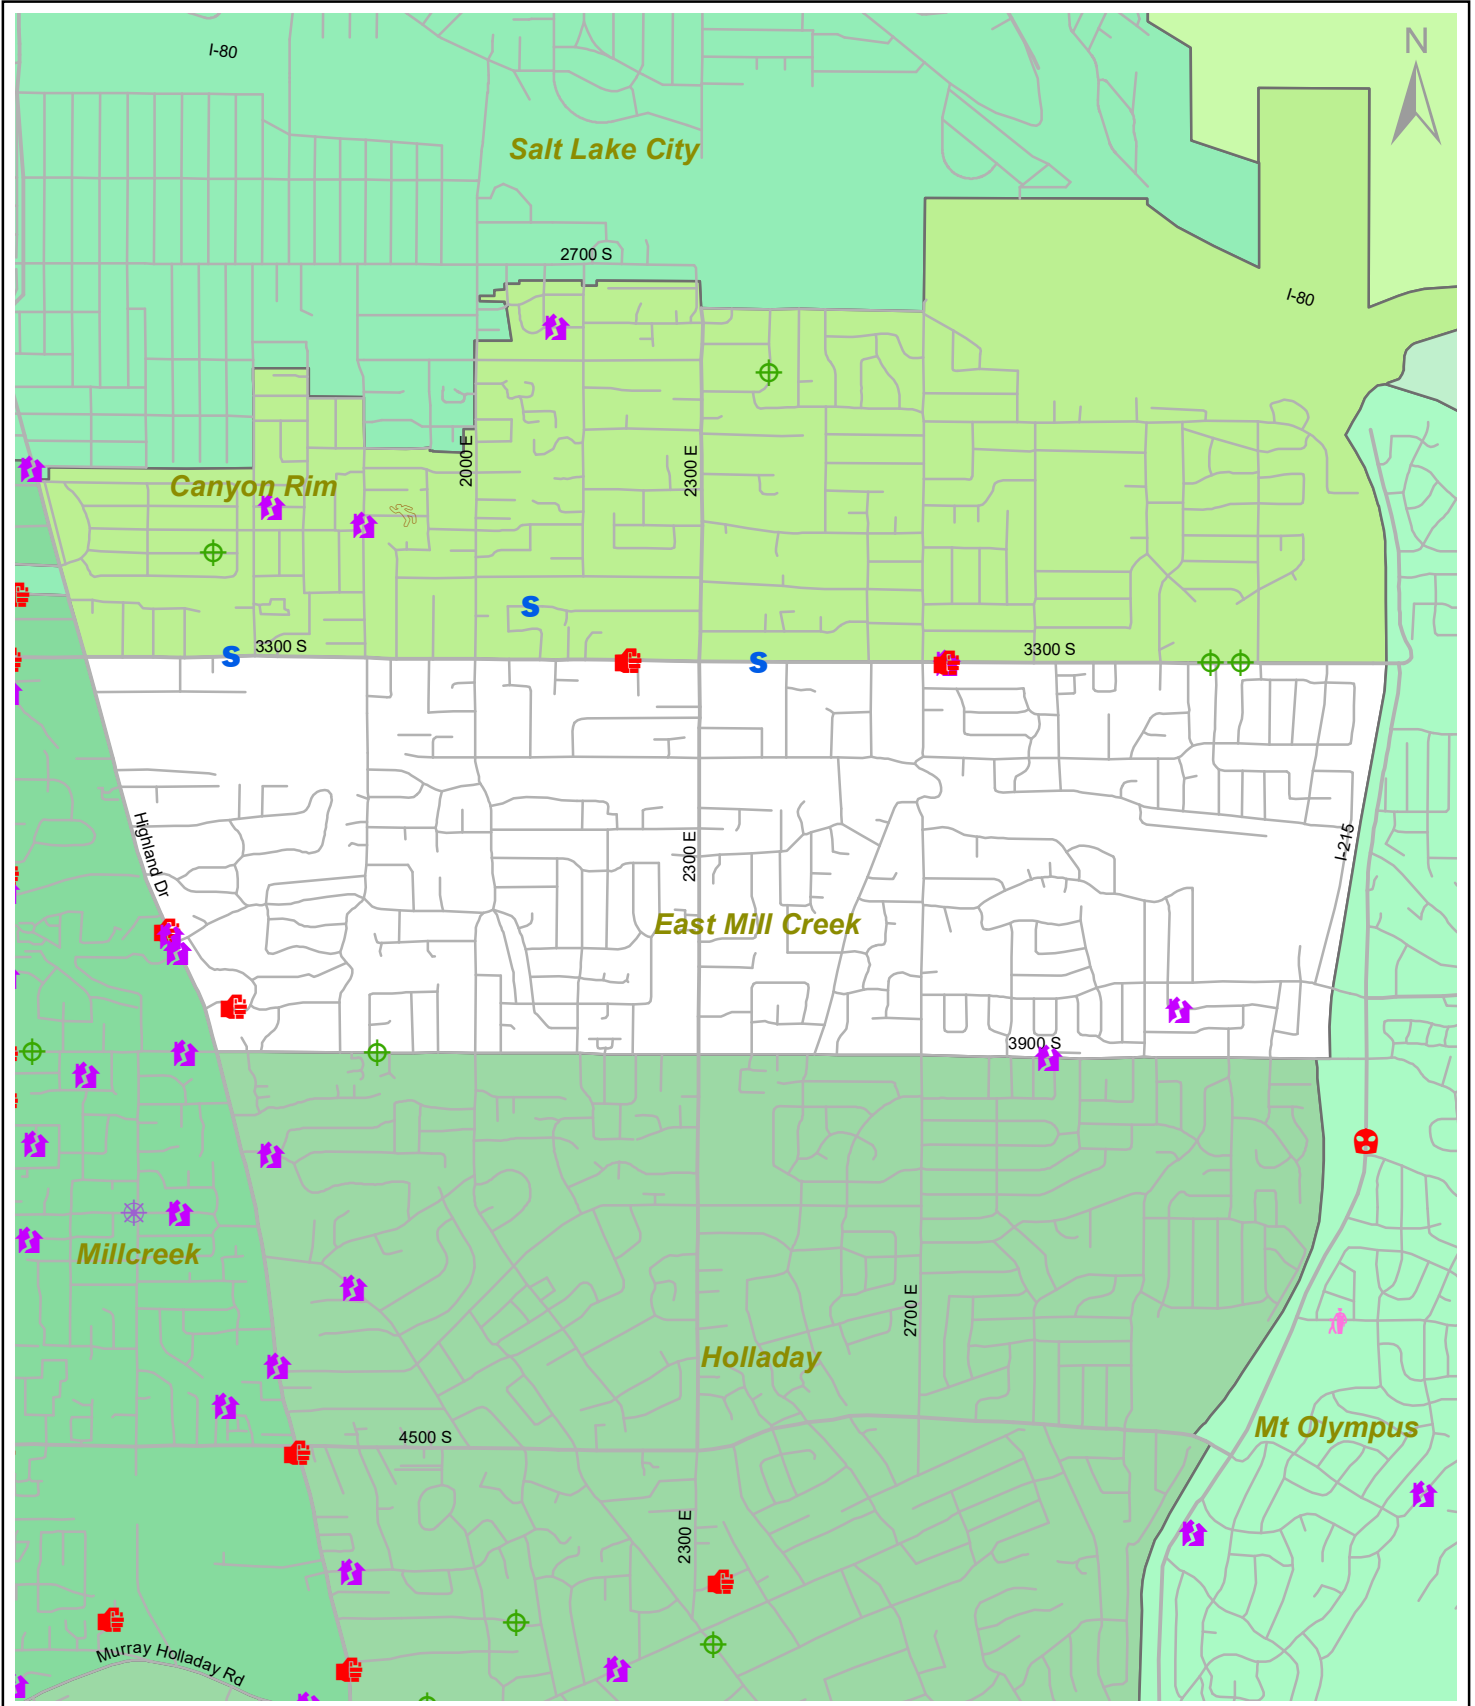 I-80
N
Salt Lake City
2700 S
I-80
2000 E
2300 E
Canyon Rim
S
S
3300 S
3300 S
S
Highland Dr
2300 E
I-215
East Mill Creek
3900 S
Millcreek
2700 E
Holladay
Mt Olympus
4500 S
2300 E
Murray Holladay Rd